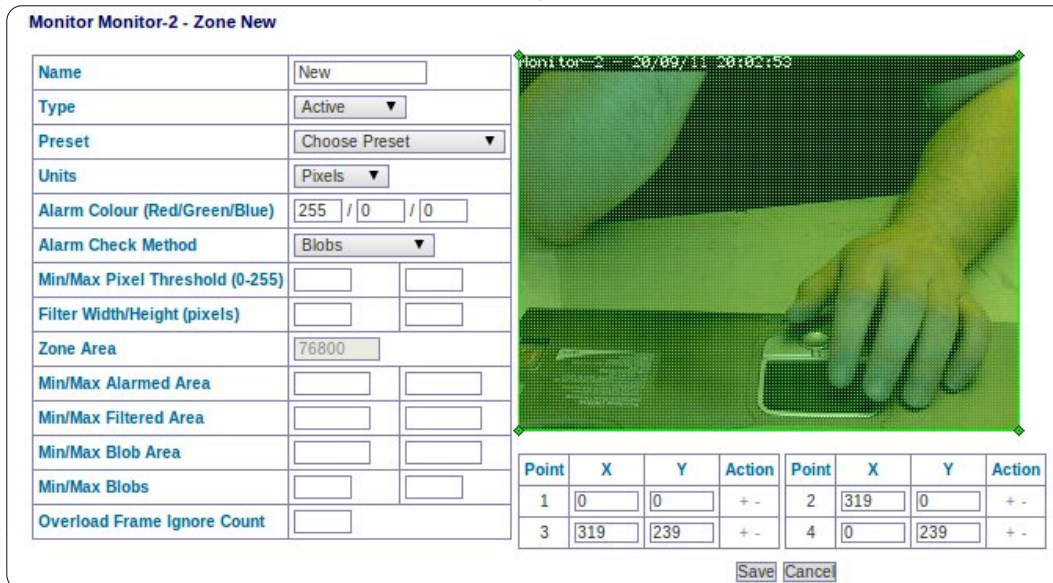 Monitor Monitor-2 - Zone New
Name New
Type Active
Preset Choose Preset
Units Pixels
Alarm Colour (Red/Green/Blue) 255 / 0 / 0
Alarm Check Method Blobs
Min/Max Pixel Threshold (0-255)
Filter Width/Height (pixels)
Zone Area 76800
Min/Max Alarmed Area
Min/Max Filtered Area
Min/Max Blob Area
Min/Max Blobs
Overload Frame Ignore Count
Monitor-2 - 20/09/11 20:02:53
Point X Y Action Point X Y Action
1 0 0 + - 2 319 0 + -
3 319 239 + - 4 0 239 + -
Save Cancel